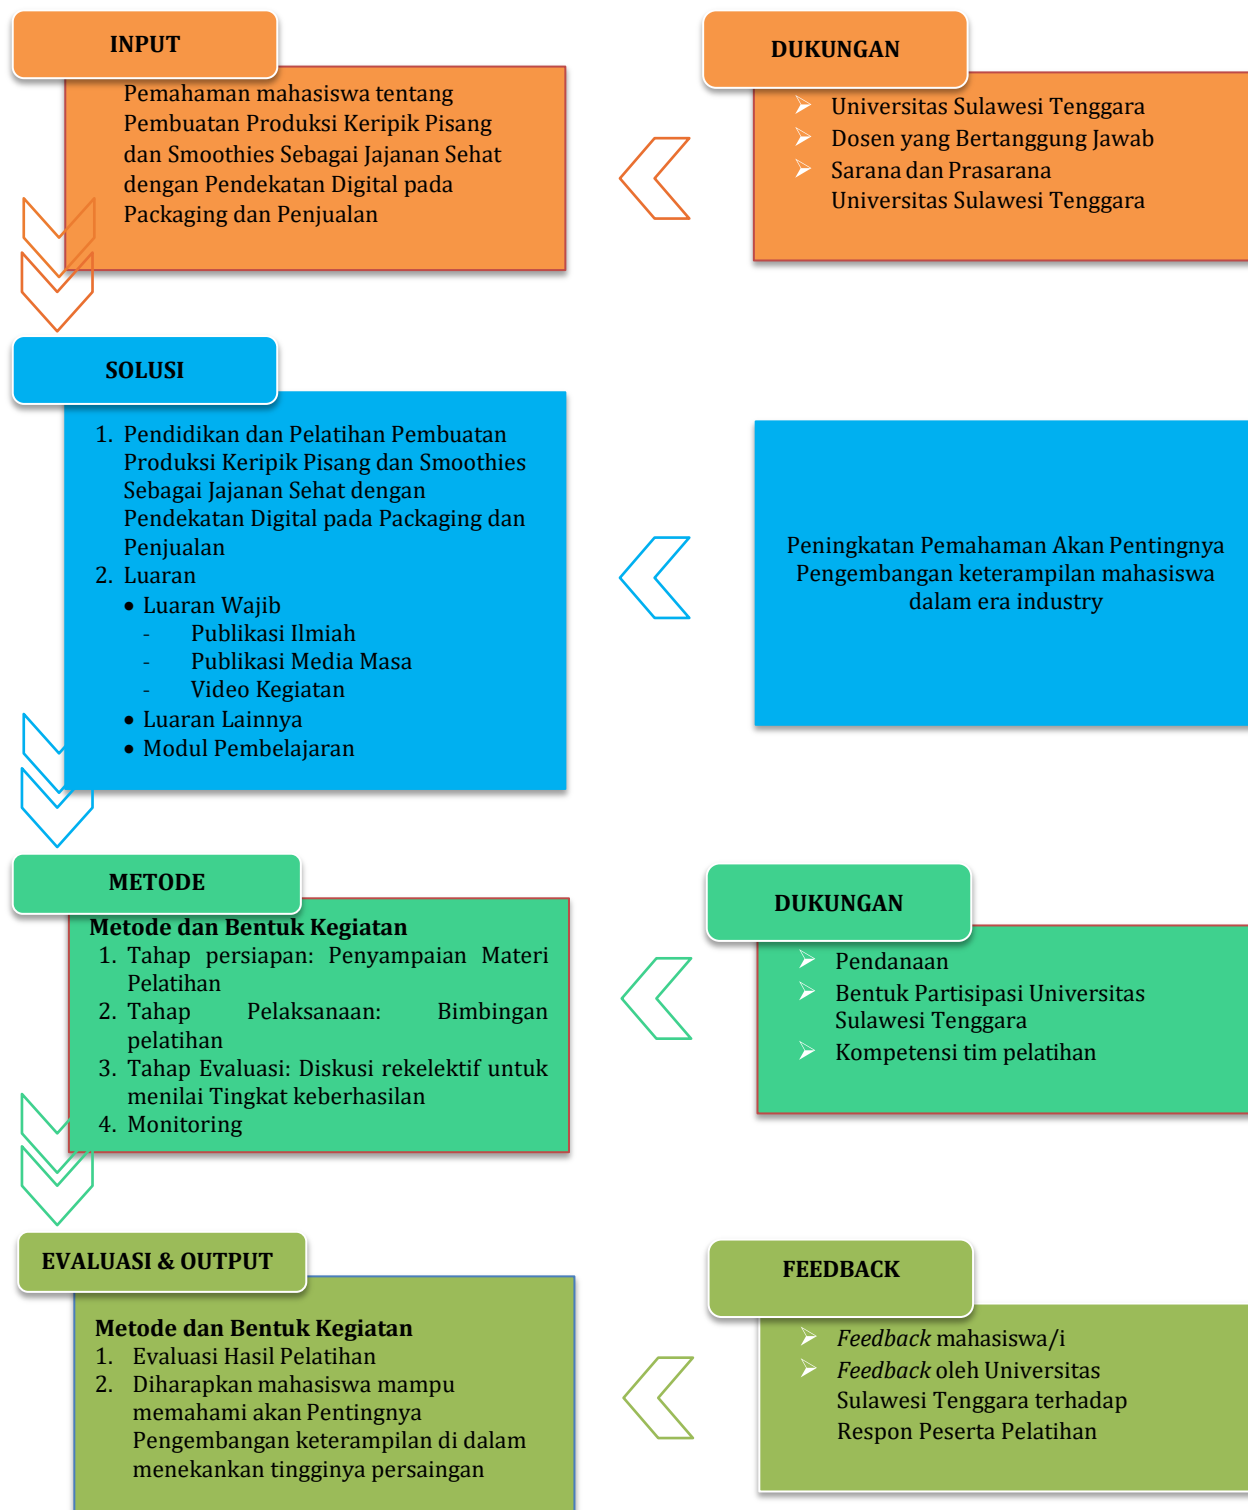 INPUT
Pemahaman mahasiswa tentang
Pembuatan Produksi Keripik Pisang
dan Smoothies Sebagai Jajanan Sehat
dengan Pendekatan Digital pada
Packaging dan Penjualan
DUKUNGAN
➢ Universitas Sulawesi Tenggara
➢ Dosen yang Bertanggung Jawab
➢ Sarana dan Prasarana
Universitas Sulawesi Tenggara
SOLUSI
1. Pendidikan dan Pelatihan Pembuatan
Produksi Keripik Pisang dan Smoothies
Sebagai Jajanan Sehat dengan
Pendekatan Digital pada Packaging dan
Penjualan
2. Luaran
• Luaran Wajib
- Publikasi Ilmiah
- Publikasi Media Masa
- Video Kegiatan
• Luaran Lainnya
• Modul Pembelajaran
Peningkatan Pemahaman Akan Pentingnya
Pengembangan keterampilan mahasiswa
dalam era industry
METODE
Metode dan Bentuk Kegiatan
1. Tahap persiapan: Penyampaian Materi
Pelatihan
2. Tahap Pelaksanaan: Bimbingan
pelatihan
3. Tahap Evaluasi: Diskusi rekelektif untuk
menilai Tingkat keberhasilan
4. Monitoring
DUKUNGAN
➢ Pendanaan
➢ Bentuk Partisipasi Universitas
Sulawesi Tenggara
➢ Kompetensi tim pelatihan
EVALUASI & OUTPUT
Metode dan Bentuk Kegiatan
1. Evaluasi Hasil Pelatihan
2. Diharapkan mahasiswa mampu
memahami akan Pentingnya
Pengembangan keterampilan di dalam
menekankan tingginya persaingan
FEEDBACK
➢ Feedback mahasiswa/i
➢ Feedback oleh Universitas
Sulawesi Tenggara terhadap
Respon Peserta Pelatihan